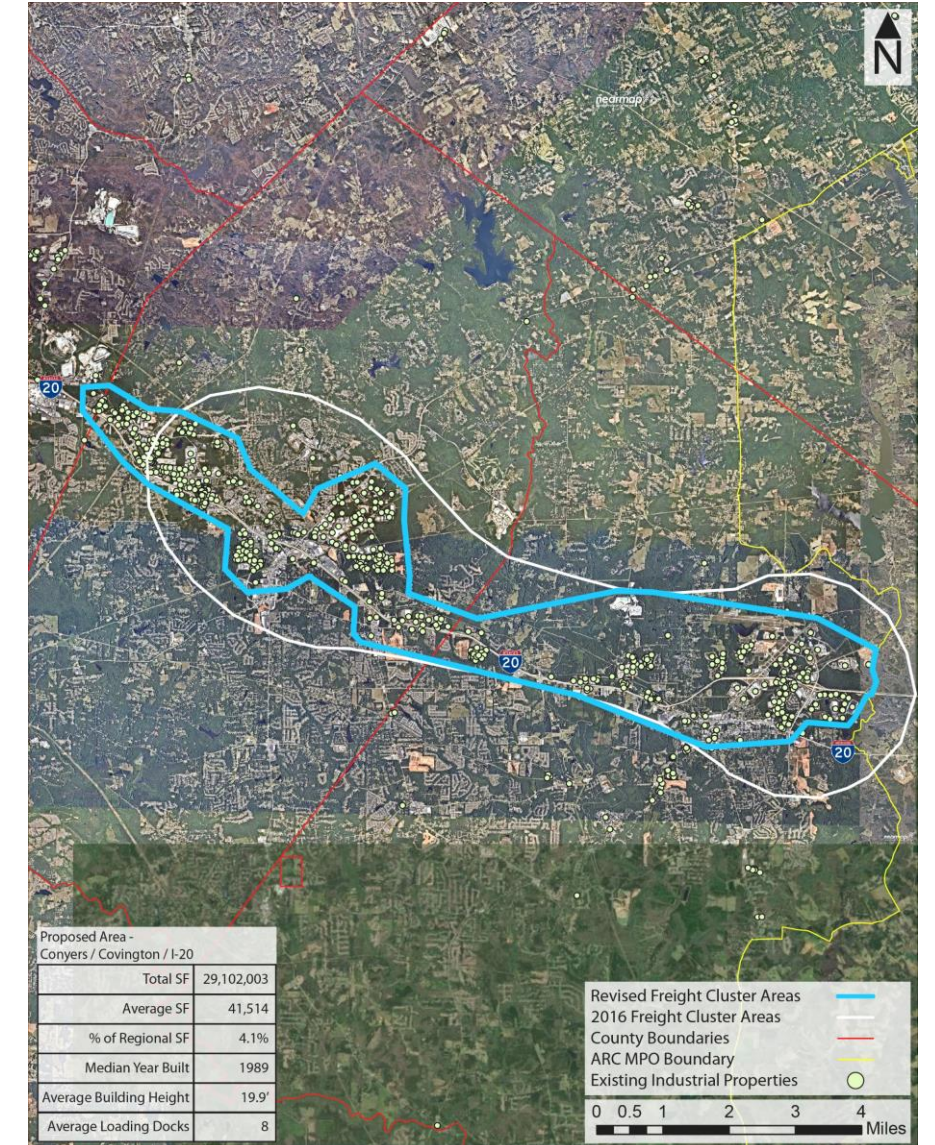 N
nearmap
20
20
20
Proposed Area -
Conyers / Covington / I-20
Total SF 29,102,003
Average SF 41,514
% of Regional SF 4.1%
Median Year Built 1989
Average Building Height 19.9'
Average Loading Docks 8
Revised Freight Cluster Areas
2016 Freight Cluster Areas
County Boundaries
ARC MPO Boundary
Existing Industrial Properties
0 0.5 1 2 3 4
Miles